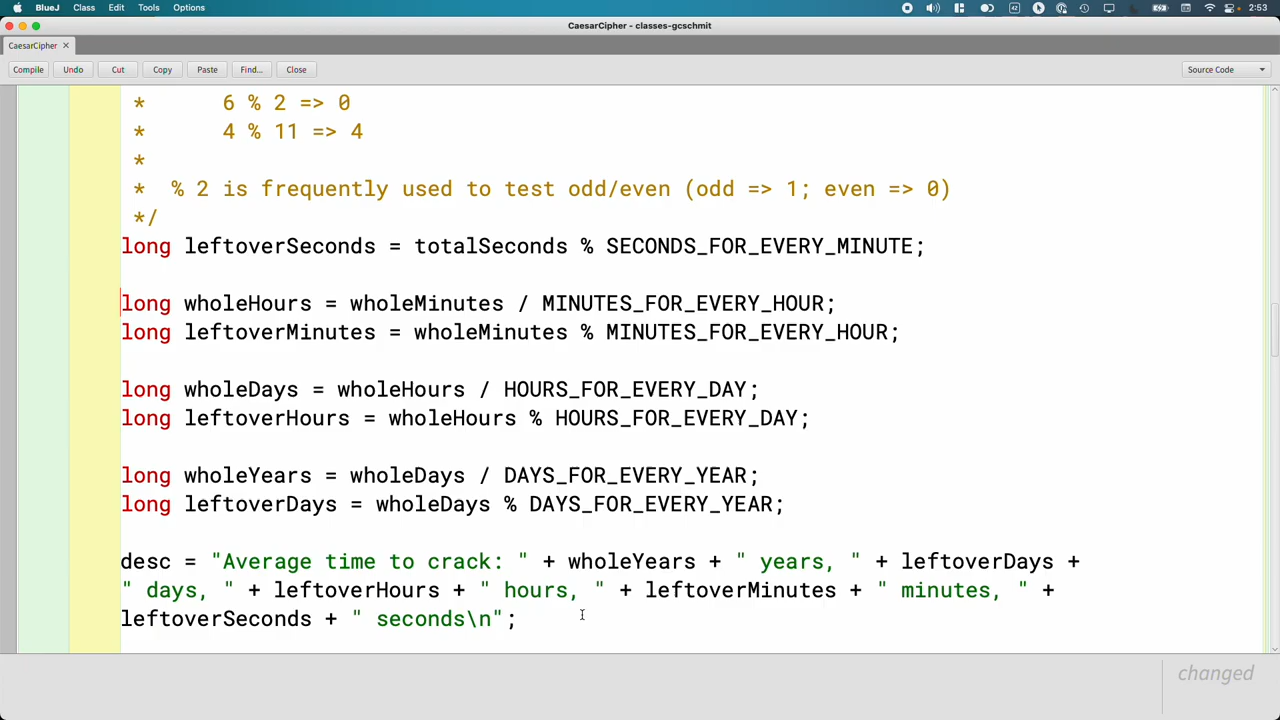 BlueJ Class Edit Tools Options 2:53
CaesarCipher - classes-gcschmit
CaesarCipher ×
Compile Undo Cut Copy Paste Find... Close Source Code
* 6 % 2 => 0
* 4 % 11 => 4
*
* % 2 is frequently used to test odd/even (odd => 1; even => 0)
*/
long leftoverSeconds = totalSeconds % SECONDS_FOR_EVERY_MINUTE;
long wholeHours = wholeMinutes / MINUTES_FOR_EVERY_HOUR;
long leftoverMinutes = wholeMinutes % MINUTES_FOR_EVERY_HOUR;
long wholeDays = wholeHours / HOURS_FOR_EVERY_DAY;
long leftoverHours = wholeHours % HOURS_FOR_EVERY_DAY;
long wholeYears = wholeDays / DAYS_FOR_EVERY_YEAR;
long leftoverDays = wholeDays % DAYS_FOR_EVERY_YEAR;
desc = "Average time to crack: " + wholeYears + " years, " + leftoverDays +
" days, " + leftoverHours + " hours, " + leftoverMinutes + " minutes, " +
leftoverSeconds + " seconds\n";
changed